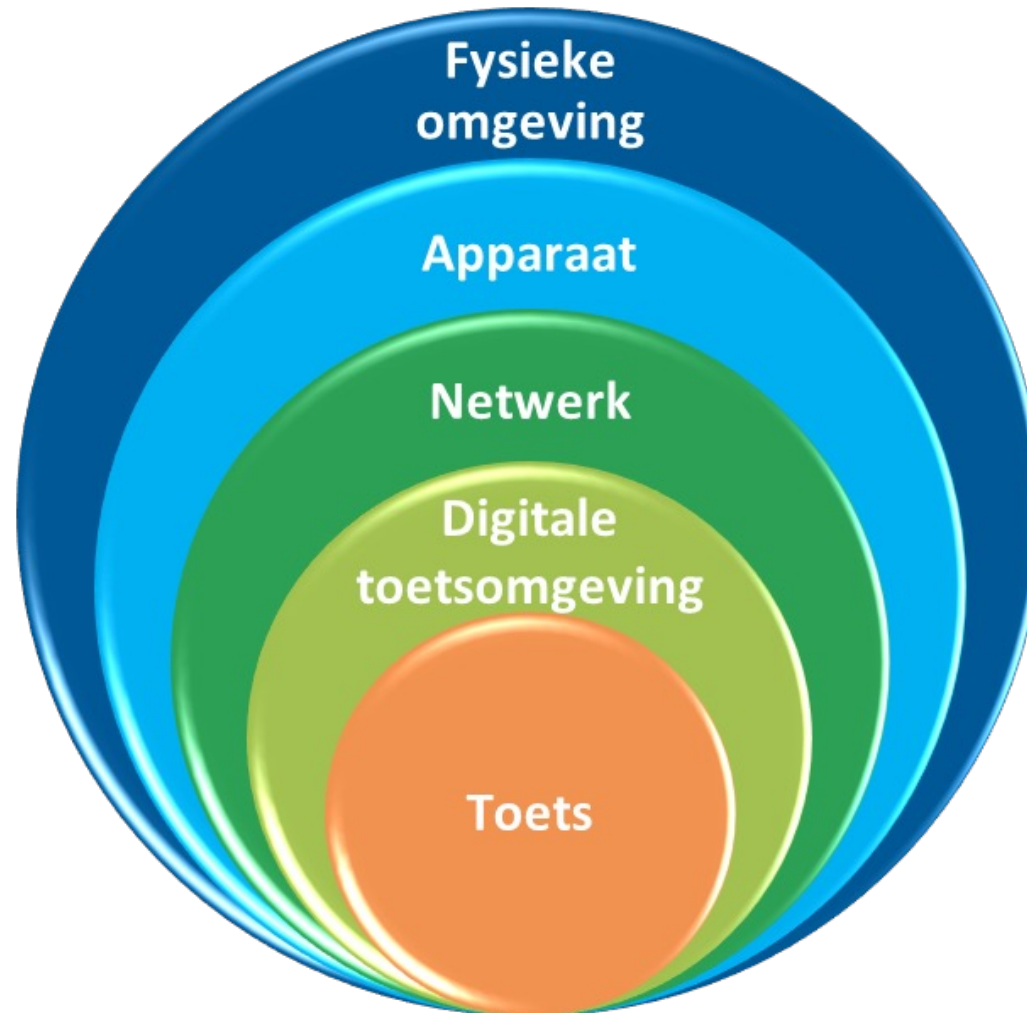 Fysieke
omgeving
Apparaat
Netwerk
Digitale
toetsomgeving
Toets